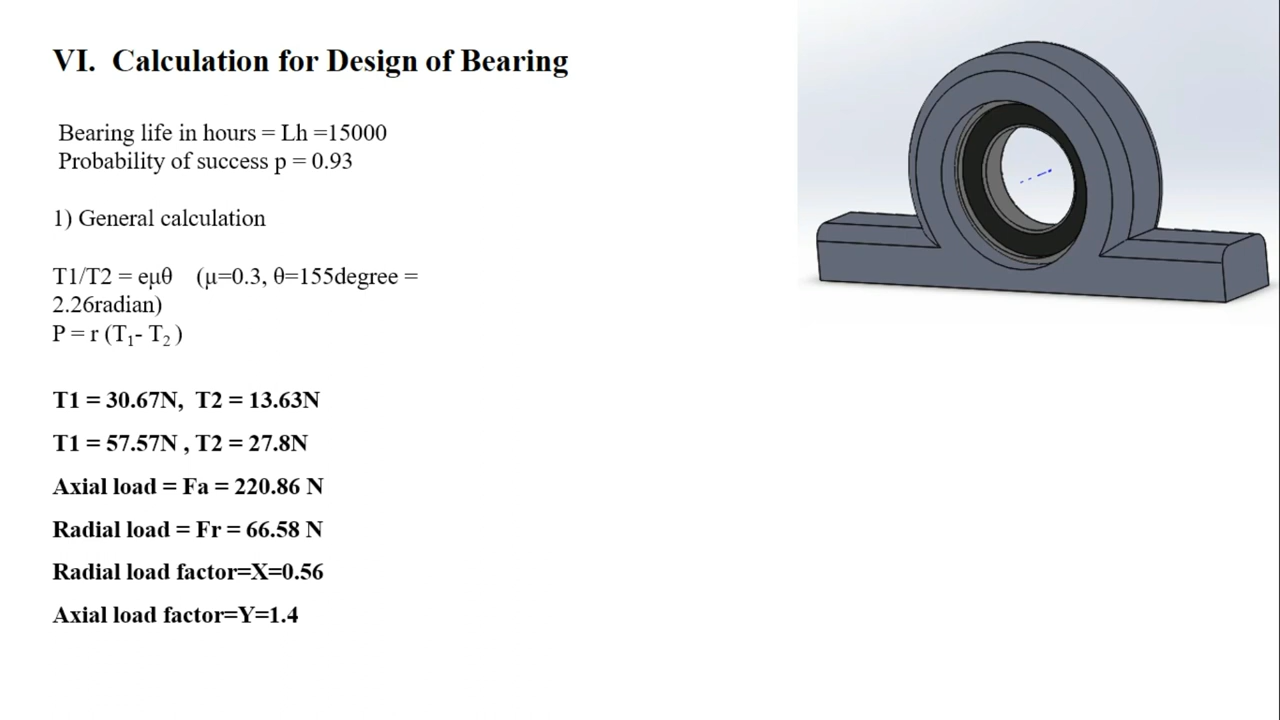 VI. Calculation for Design of Bearing
Bearing life in hours = Lh =15000
Probability of success p = 0.93
1) General calculation
T1/T2 = eμθ (μ=0.3, θ=155degree =
2.26radian)
P = r (T₁- T₂ )
T1 = 30.67N, T2 = 13.63N
T1 = 57.57N , T2 = 27.8N
Axial load = Fa = 220.86 N
Radial load = Fr = 66.58 N
Radial load factor=X=0.56
Axial load factor=Y=1.4